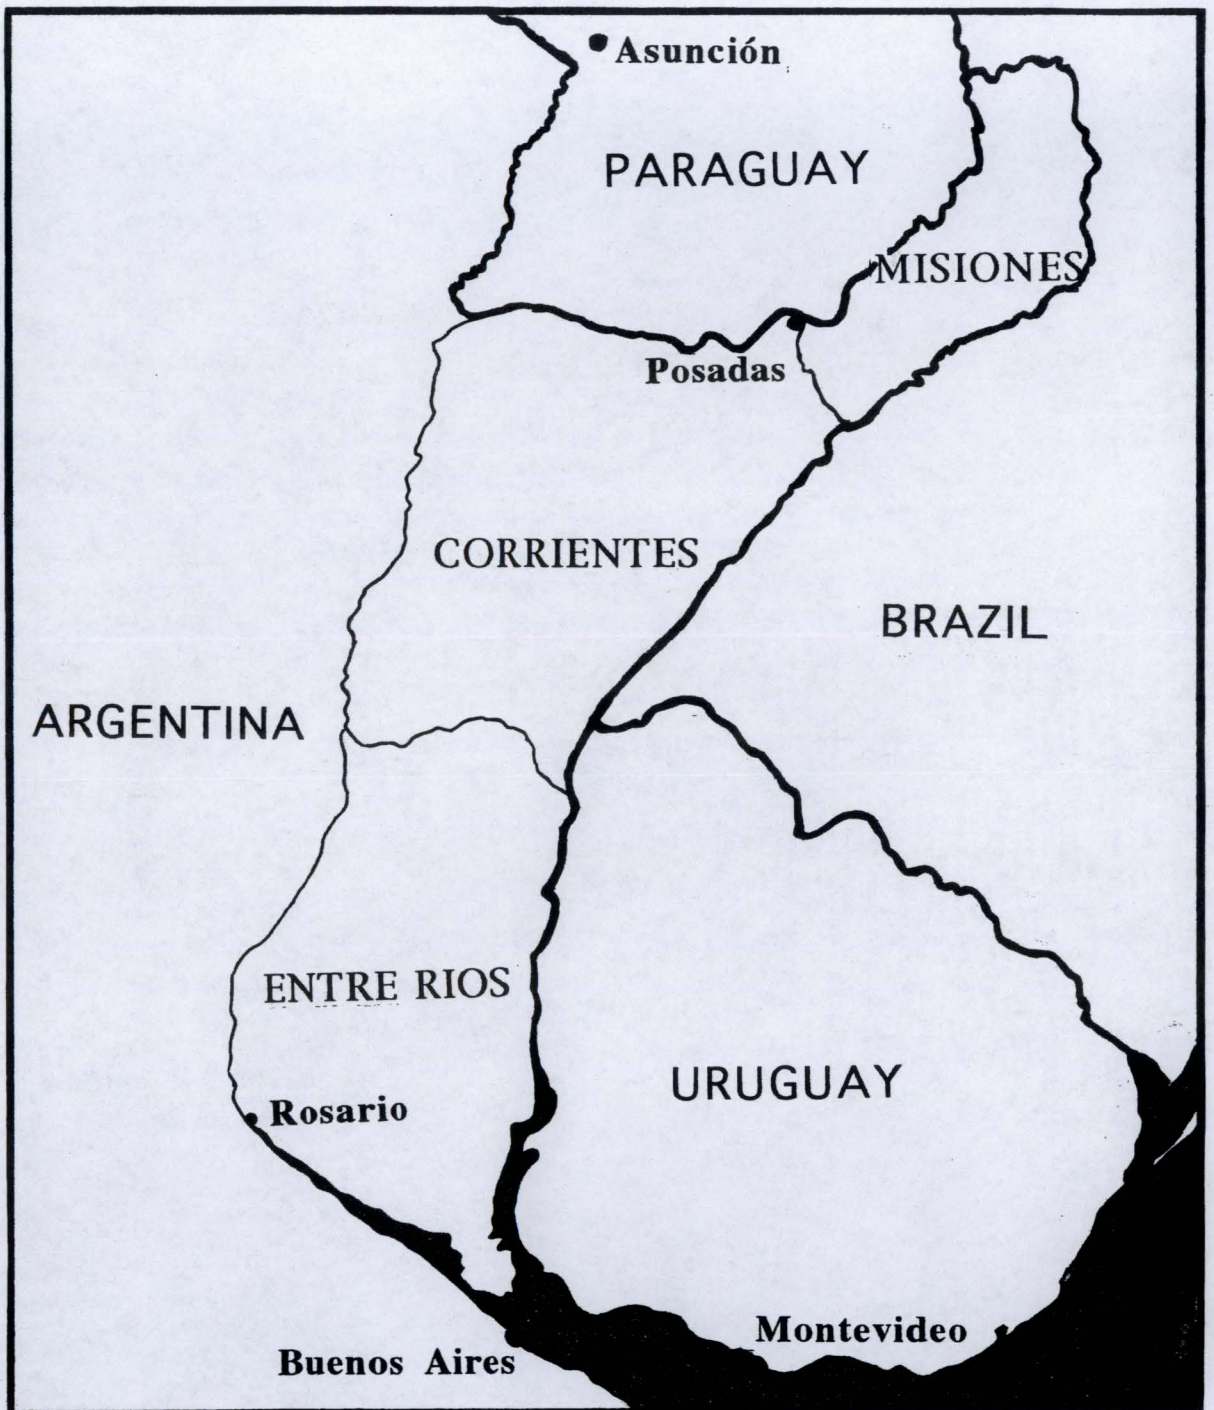 Asunción
PARAGUAY
MISIONES
Posadas
CORRIENTES
BRAZIL
ARGENTINA
ENTRE RIOS
URUGUAY
Rosario
Montevideo
Buenos Aires